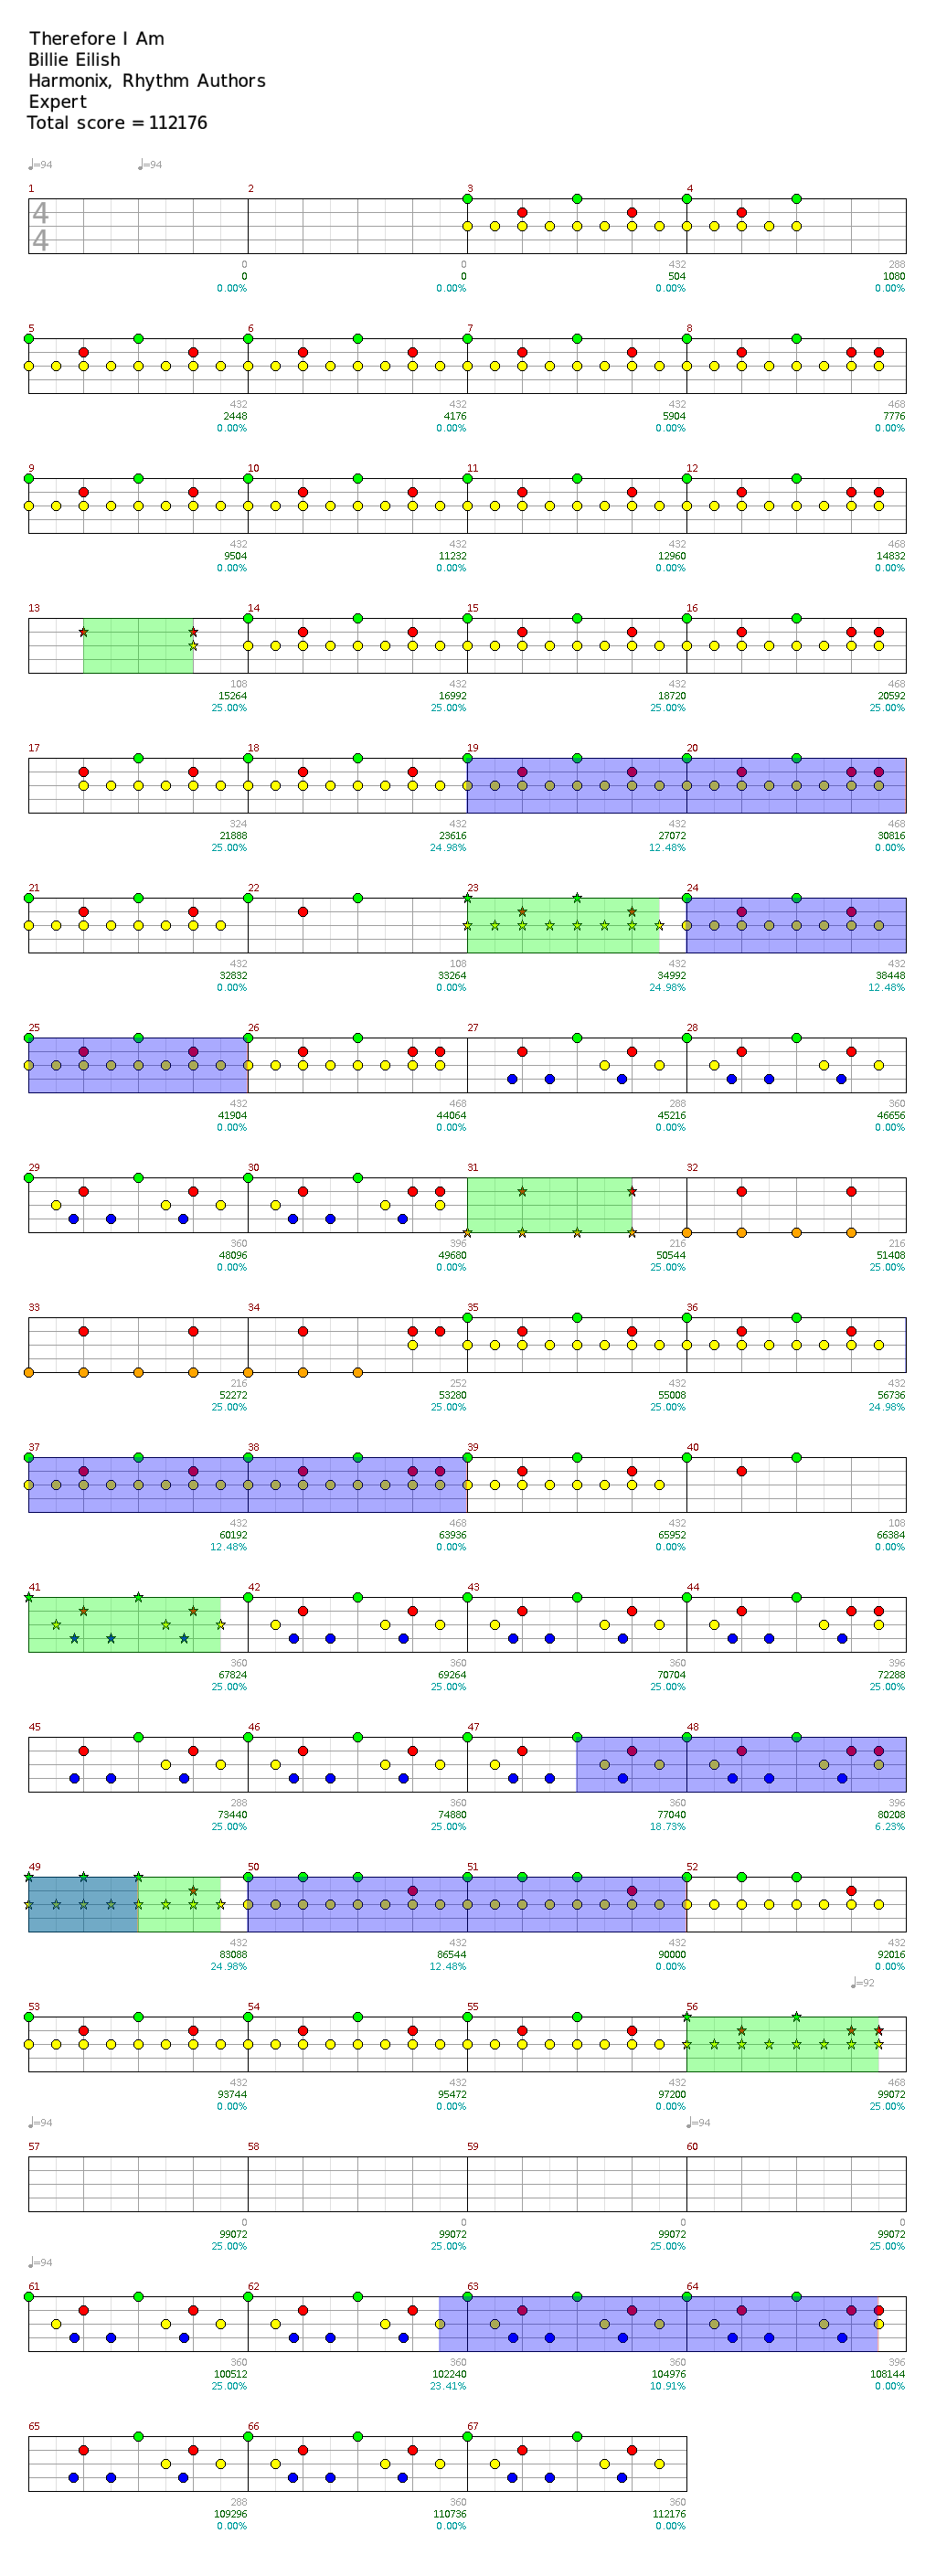 Therefore I Am
Billie Eilish
Harmonix, Rhythm Authors
Expert
Total score = 112176
♩=94 ♩=94
1 2 3 4
4
4
0 0 432 288
0 0 504 1080
0.00% 0.00% 0.00% 0.00%
5 6 7 8
432 432 432 468
2448 4176 5904 7776
0.00% 0.00% 0.00% 0.00%
9 10 11 12
432 432 432 468
9504 11232 12960 14832
0.00% 0.00% 0.00% 0.00%
13 14 15 16
108 432 432 468
15264 16992 18720 20592
25.00% 25.00% 25.00% 25.00%
17 18 19 20
324 432 432 468
21888 23616 27072 30816
25.00% 24.98% 12.48% 0.00%
21 22 23 24
432 108 432 432
32832 33264 34992 38448
0.00% 0.00% 24.98% 12.48%
25 26 27 28
432 468 288 360
41904 44064 45216 46656
0.00% 0.00% 0.00% 0.00%
29 30 31 32
360 396 216 216
48096 49680 50544 51408
0.00% 0.00% 25.00% 25.00%
33 34 35 36
216 252 432 432
52272 53280 55008 56736
25.00% 25.00% 25.00% 24.98%
37 38 39 40
432 468 432 108
60192 63936 65952 66384
12.48% 0.00% 0.00% 0.00%
41 42 43 44
360 360 360 396
67824 69264 70704 72288
25.00% 25.00% 25.00% 25.00%
45 46 47 48
288 360 360 396
73440 74880 77040 80208
25.00% 25.00% 18.73% 6.23%
49 50 51 52
432 432 432 432
83088 86544 90000 92016
24.98% 12.48% 0.00% 0.00%
♩=92
53 54 55 56
432 432 432 468
93744 95472 97200 99072
0.00% 0.00% 0.00% 25.00%
♩=94 ♩=94
57 58 59 60
0 0 0 0
99072 99072 99072 99072
25.00% 25.00% 25.00% 25.00%
♩=94
61 62 63 64
360 360 360 396
100512 102240 104976 108144
25.00% 23.41% 10.91% 0.00%
65 66 67
288 360 360
109296 110736 112176
0.00% 0.00% 0.00%